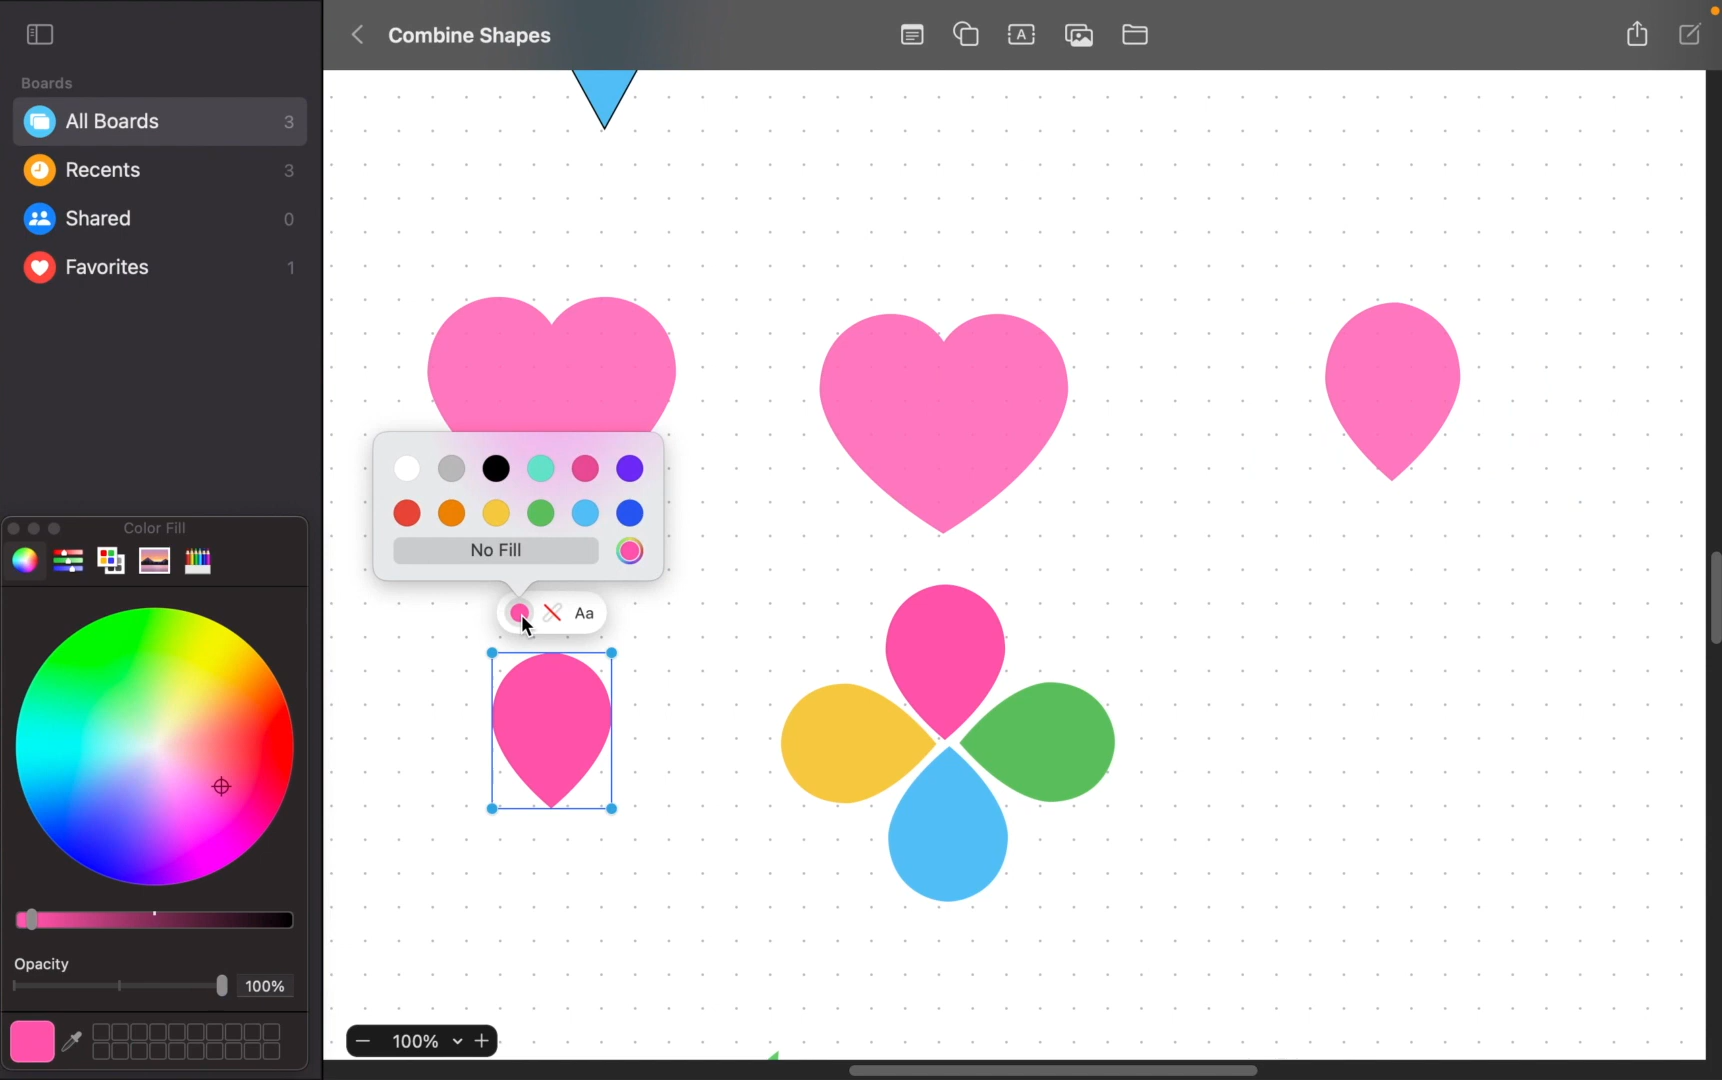 Combine Shapes
A
Boards
All Boards 3
Recents 3
Shared 0
Favorites 1
Color Fill
Opacity
100%
No Fill
Aa
100%